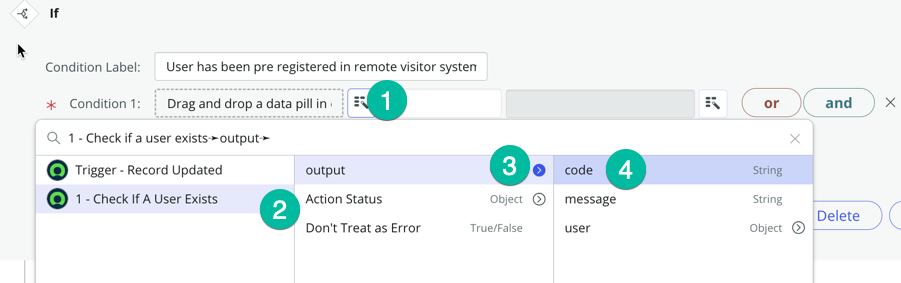 If
Condition Label: User has been pre registered in remote visitor system
Condition 1: Drag and drop a data pill in 1 or and
1 - Check if a user exists➛output➛
Trigger - Record Updated output 3 code 4 String
1 - Check If A User Exists 2 Action Status Object message String
Don't Treat as Error True/False user Object Delete